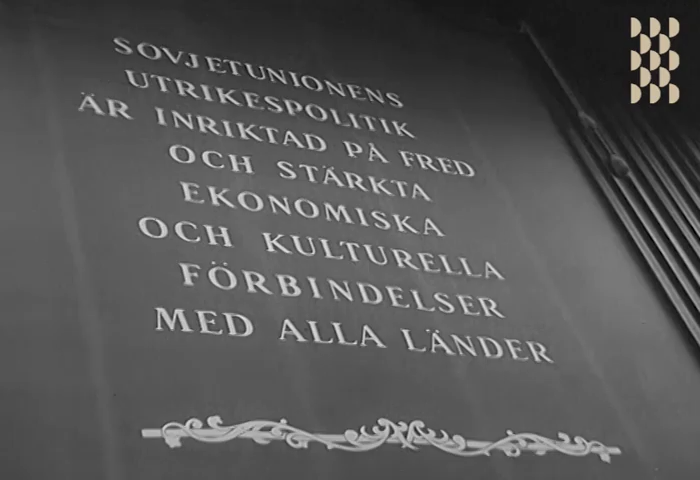 SOVJETUNIONENS
UTRIKESPOLITIK
ÄR INRIKTAD PÅ FRED
OCH STÄRKTA
EKONOMISKA
OCH KULTURELLA
FÖRBINDELSER
MED ALLA LÄNDER